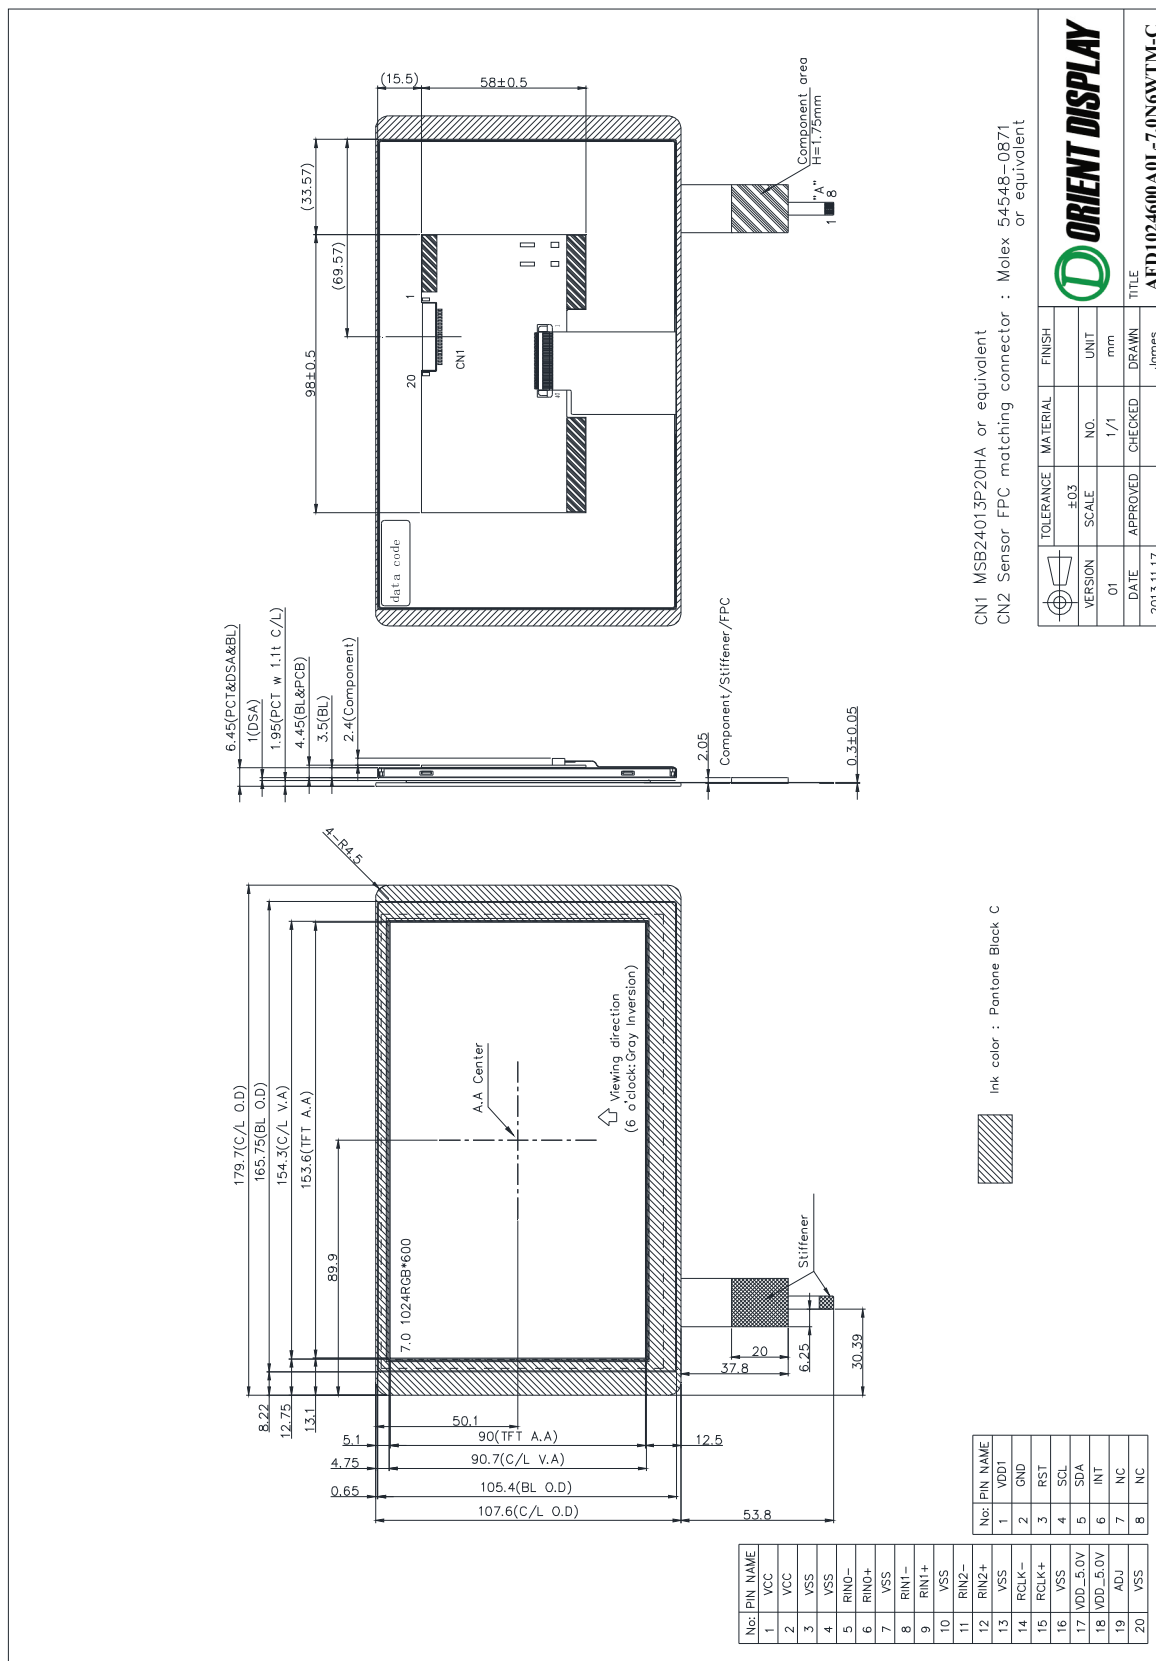 179.7(C/L O.D)
165.75(BL O.D)
154.3(C/L V.A)
153.6(TFT A.A)
89.9
8.22
12.75
13.1
4-R4.5
A.A Center
Viewing direction
(6 o'clock:Gray Inversion)
7.0 1024RGB*600
50.1
5.1
90(TFT A.A)
12.5
4.75
90.7(C/L V.A)
0.65
105.4(BL O.D)
107.6(C/L O.D)
53.8
Stiffener
20
37.8
6.25
30.39
6.45(PCT&DSA&BL)
1(DSA)
1.95(PCT w 1.1t C/L)
4.45(BL&PCB)
3.5(BL)
2.4(Component)
2.05
Component/Stiffener/FPC
0.3±0.05
(15.5)
58±0.5
(33.57)
(69.57)
98±0.5
20
1
CN1
data code
Component area
H=1.75mm
"A"
1
8
Ink color : Pantone Black C
CN1 MSB24013P20HA or equivalent
CN2 Sensor FPC matching connector : Molex 54548-0871
or equivalent
No: PIN NAME
1 VCC
2 VCC
3 VSS
4 VSS
5 RIN0-
6 RIN0+
7 VSS
8 RIN1-
9 RIN1+
10 VSS
11 RIN2-
12 RIN2+
13 VSS
14 RCLK-
15 RCLK+
16 VSS
17 VDD_5.0V
18 VDD_5.0V
19 ADJ
20 VSS
No: PIN NAME
1 VDD1
2 GND
3 RST
4 SCL
5 SDA
6 INT
7 NC
8 NC
TOLERANCE MATERIAL FINISH
±03
VERSION SCALE NO. UNIT
01 1/1 mm
DATE APPROVED CHECKED DRAWN TITLE
2013.11.17 James
ORIENT DISPLAY
AFD1024600A0L-7.0N6WTM-C